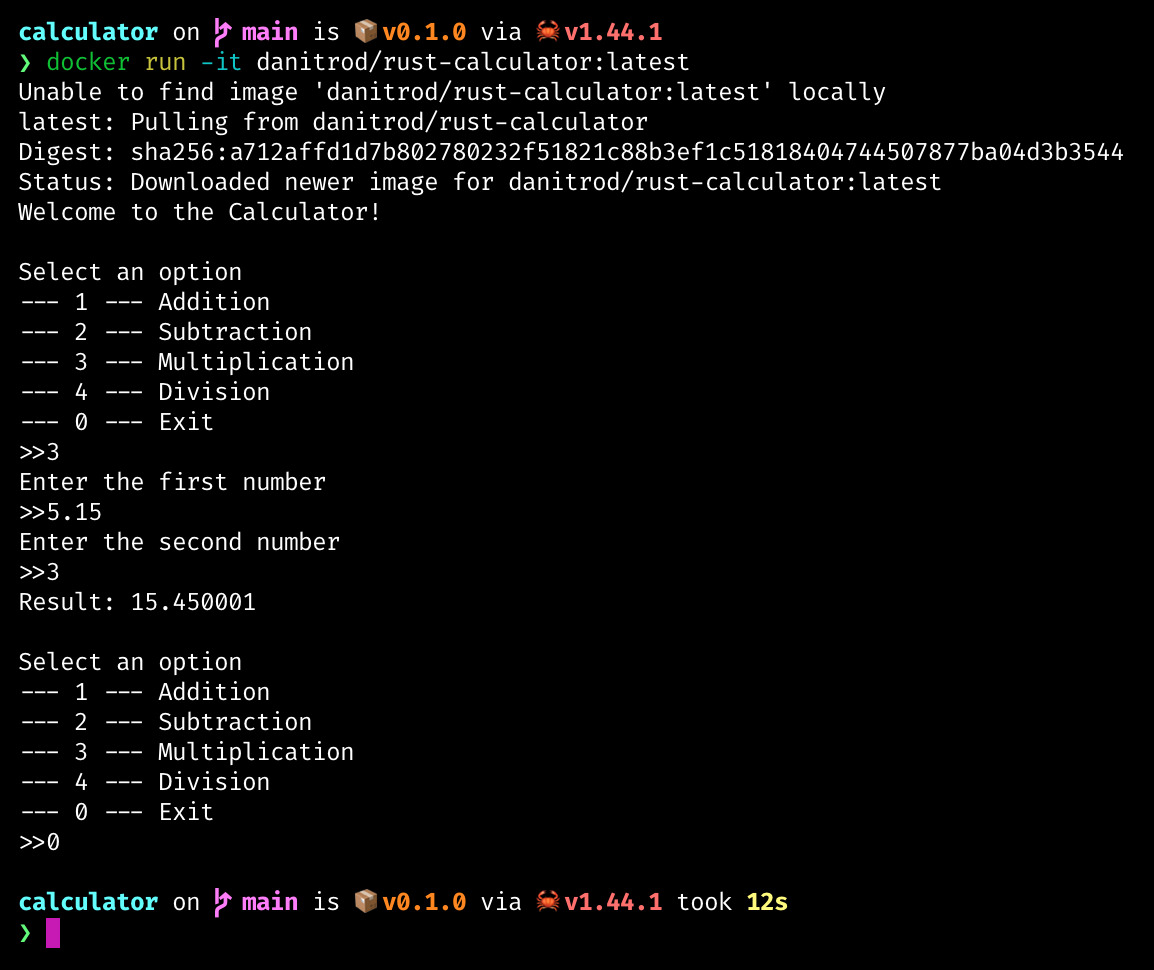 calculator on main is 📦v0.1.0 via 🦀v1.44.1
❯ docker run -it danitrod/rust-calculator:latest
Unable to find image 'danitrod/rust-calculator:latest' locally
latest: Pulling from danitrod/rust-calculator
Digest: sha256:a712affd1d7b802780232f51821c88b3ef1c51818404744507877ba04d3b3544
Status: Downloaded newer image for danitrod/rust-calculator:latest
Welcome to the Calculator!

Select an option
--- 1 --- Addition
--- 2 --- Subtraction
--- 3 --- Multiplication
--- 4 --- Division
--- 0 --- Exit
>>3
Enter the first number
>>5.15
Enter the second number
>>3
Result: 15.450001

Select an option
--- 1 --- Addition
--- 2 --- Subtraction
--- 3 --- Multiplication
--- 4 --- Division
--- 0 --- Exit
>>0

calculator on main is 📦v0.1.0 via 🦀v1.44.1 took 12s
❯